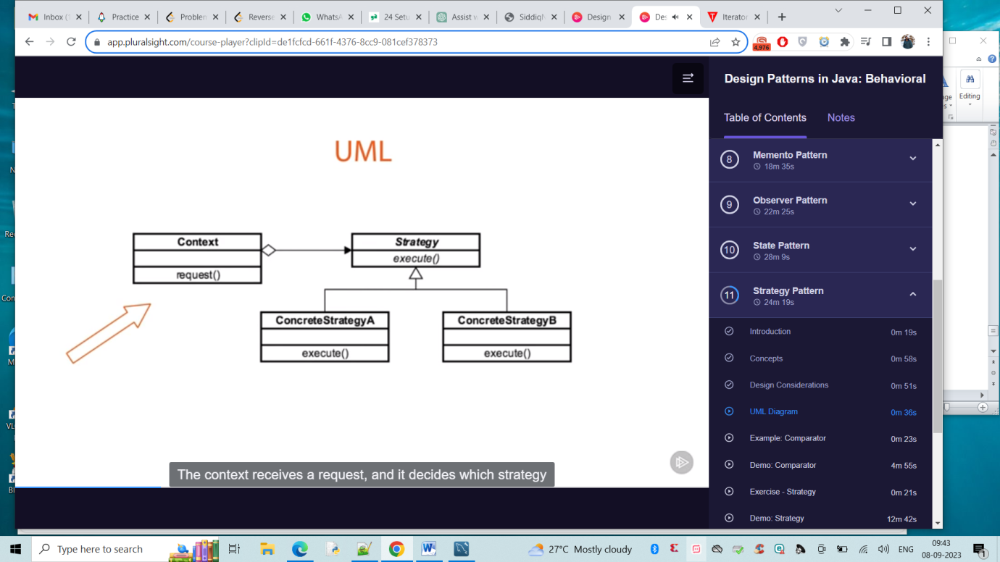 Inbox (
Practice
Problen
Reverse
WhatsA
24 Setu
Assist w
SiddiqN
Design
Des
Iterator
app.pluralsight.com/course-player?clipId=de1fcfcd-661f-4376-8cc9-081cef378373
4,976
Design Patterns in Java: Behavioral
Table of Contents
Notes
UML
Context
request()
Strategy
execute()
ConcreteStrategyA
execute()
ConcreteStrategyB
execute()
The context receives a request, and it decides which strategy
8
Memento Pattern
18m 35s
9
Observer Pattern
22m 25s
10
State Pattern
28m 9s
11
Strategy Pattern
24m 19s
Introduction
0m 19s
Concepts
0m 58s
Design Considerations
0m 51s
UML Diagram
0m 36s
Example: Comparator
0m 23s
Demo: Comparator
4m 55s
Exercise - Strategy
0m 21s
Demo: Strategy
12m 42s
Editing
Type here to search
27°C Mostly cloudy
ENG
09:43
08-09-2023
1